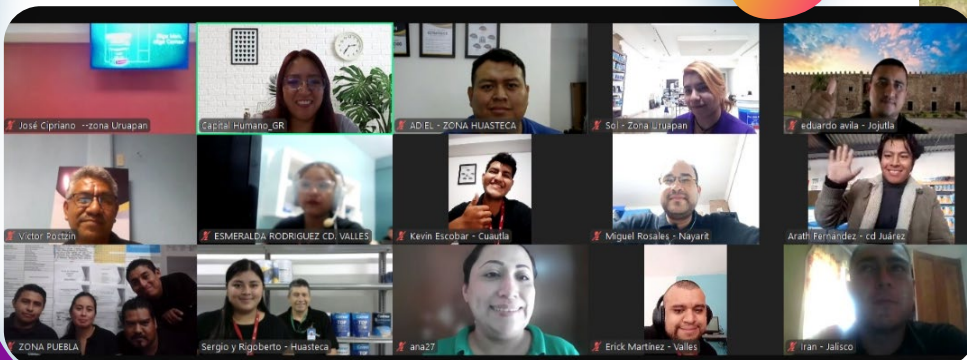 José Cipriano --zona Uruapan
Capital Humano_GR
ADIEL - ZONA HUASTECA
Sol - Zona Uruapan
eduardo avila - Jojutla
Victor Poctzin
ESMERALDA RODRIGUEZ CD. VALLES
Kevin Escobar - Cuautla
Miguel Rosales - Nayarit
Arath Fernández - cd Juárez
ZONA PUEBLA
Sergio y Rigoberto - Huasteca
ana27
Erick Martínez - Valles
Iran - Jalisco